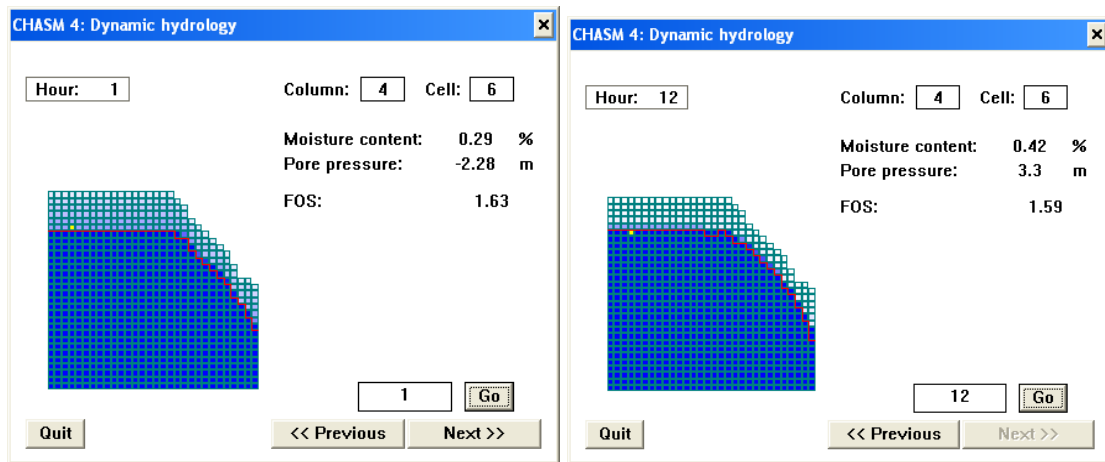 CHASM 4: Dynamic hydrology
Hour: 1
Column: 4 Cell: 6
Moisture content: 0.29 %
Pore pressure: -2.28 m
FOS: 1.63
1 Go
Quit << Previous Next >>
CHASM 4: Dynamic hydrology
Hour: 12
Column: 4 Cell: 6
Moisture content: 0.42 %
Pore pressure: 3.3 m
FOS: 1.59
12 Go
Quit << Previous Next >>